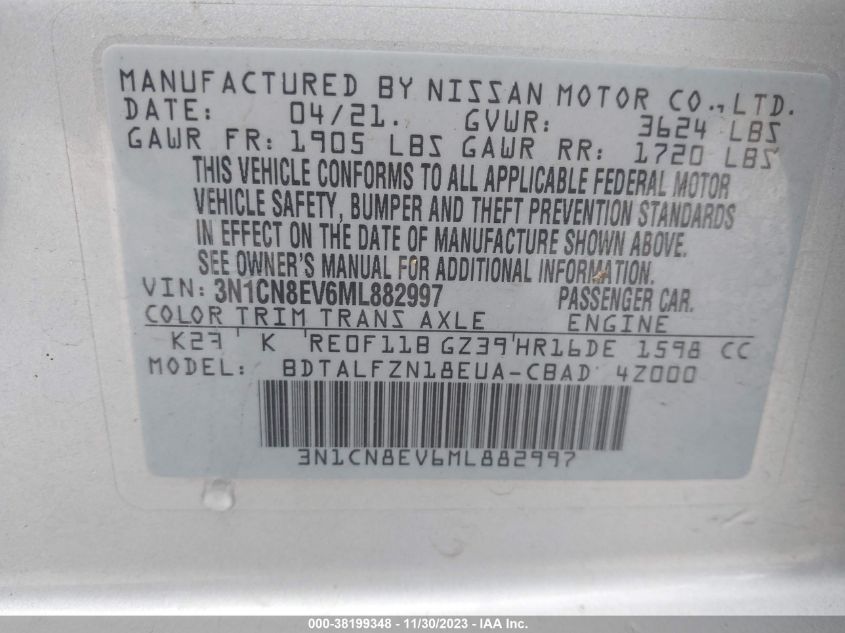 MANUFACTURED BY NISSAN MOTOR CO., LTD.
DATE: 04/21. GVWR: 3624 LBS
GAWR FR: 1905 LBS GAWR RR: 1720 LBS
THIS VEHICLE CONFORMS TO ALL APPLICABLE FEDERAL MOTOR
VEHICLE SAFETY, BUMPER AND THEFT PREVENTION STANDARDS
IN EFFECT ON THE DATE OF MANUFACTURE SHOWN ABOVE.
SEE OWNER'S MANUAL FOR ADDITIONAL INFORMATION.
VIN: 3N1CN8EV6ML882997 PASSENGER CAR.
COLOR TRIM TRANS AXLE ENGINE
K23 K RE0F11B GZ39 HR16DE 1598 CC
MODEL: BDTALFZN18EUA-CBAD 4Z000
3N1CN8EV6ML882997
000-38199348 - 11/30/2023 - IAA Inc.